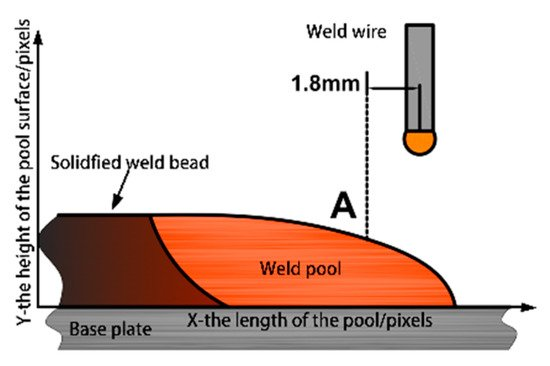 Weld wire
1.8mm
Y-the height of the pool surface/pixels
Solidfied weld bead
A
Weld pool
X-the length of the pool/pixels
Base plate